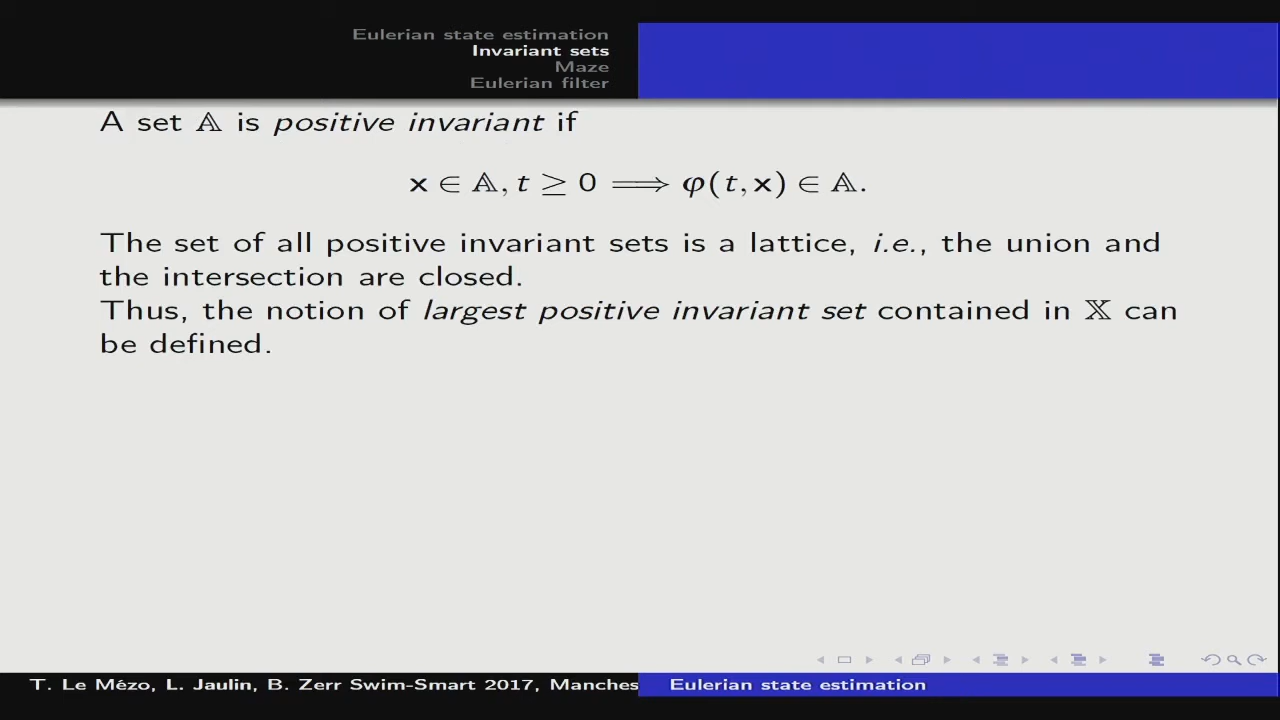 Eulerian state estimation
Invariant sets
Maze
Eulerian filter
A set 𝔸 is positive invariant if
x ∈ 𝔸, t ≥ 0 ⟹ φ(t, x) ∈ 𝔸.
The set of all positive invariant sets is a lattice, i.e., the union and
the intersection are closed.
Thus, the notion of largest positive invariant set contained in 𝕏 can
be defined.
T. Le Mézo, L. Jaulin, B. Zerr Swim-Smart 2017, Manches
Eulerian state estimation